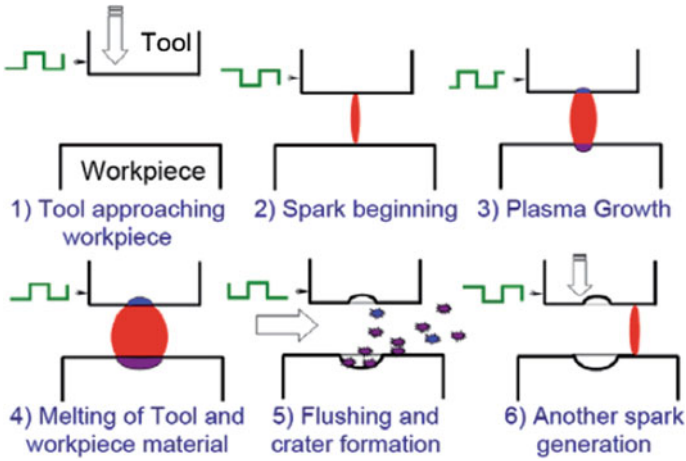 Tool
Workpiece
1) Tool approaching
workpiece
2) Spark beginning
3) Plasma Growth
4) Melting of Tool and
workpiece material
5) Flushing and
crater formation
6) Another spark
generation